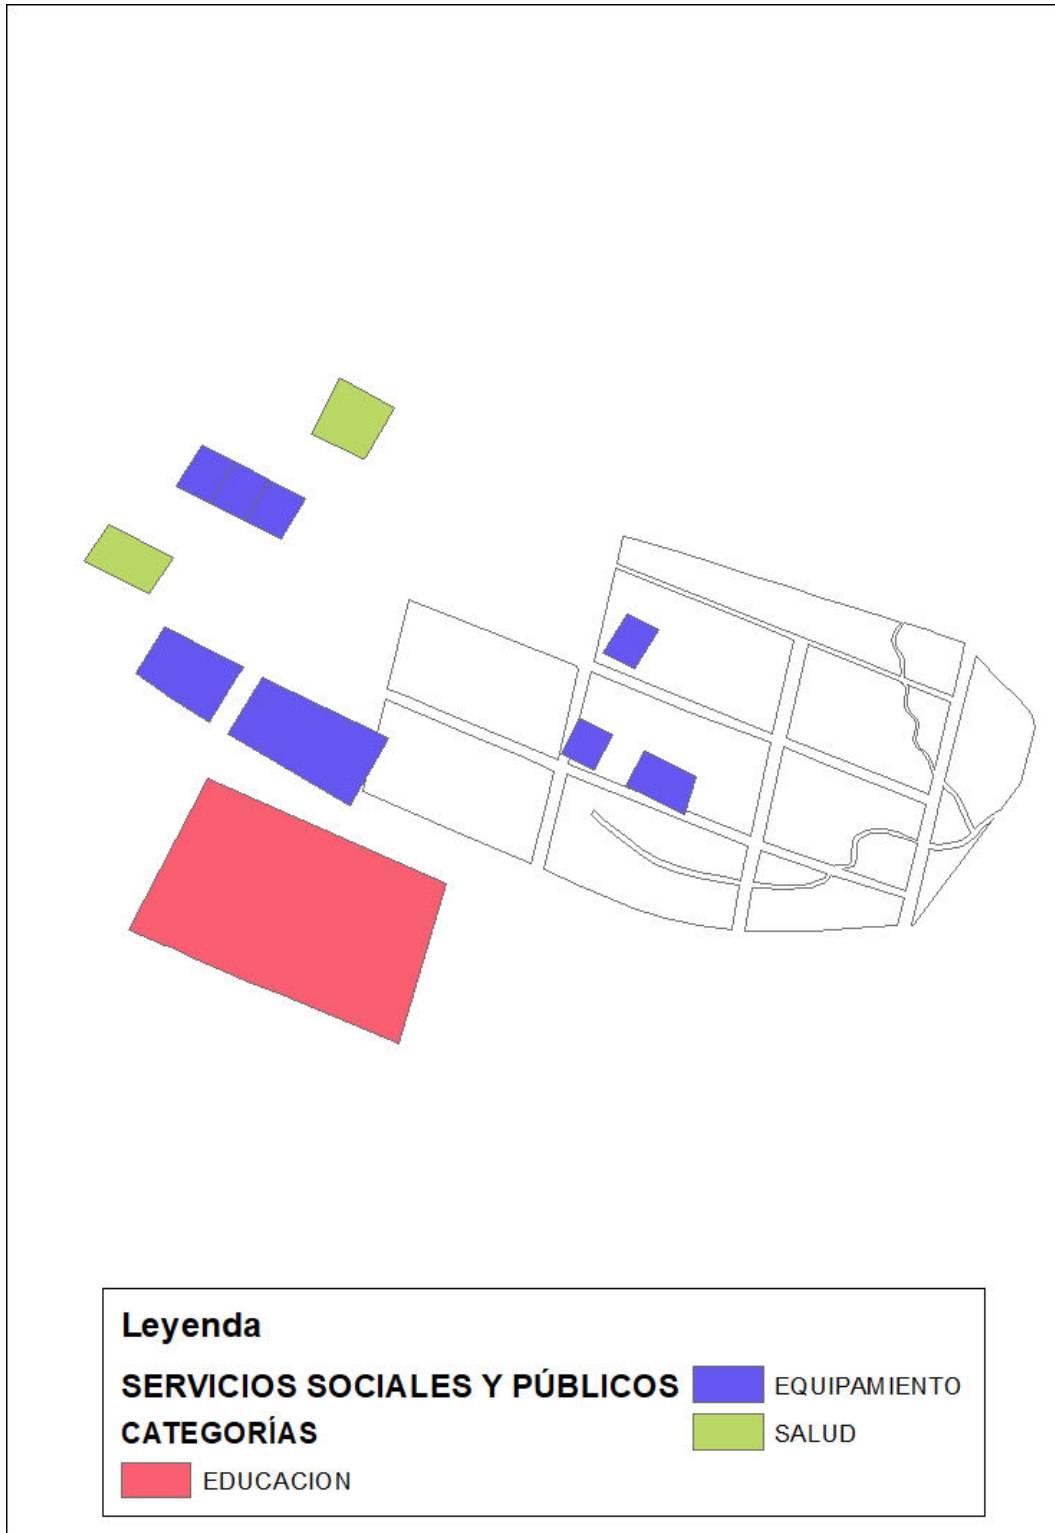 Leyenda
SERVICIOS SOCIALES Y PÚBLICOS
CATEGORÍAS
EDUCACION
EQUIPAMIENTO
SALUD